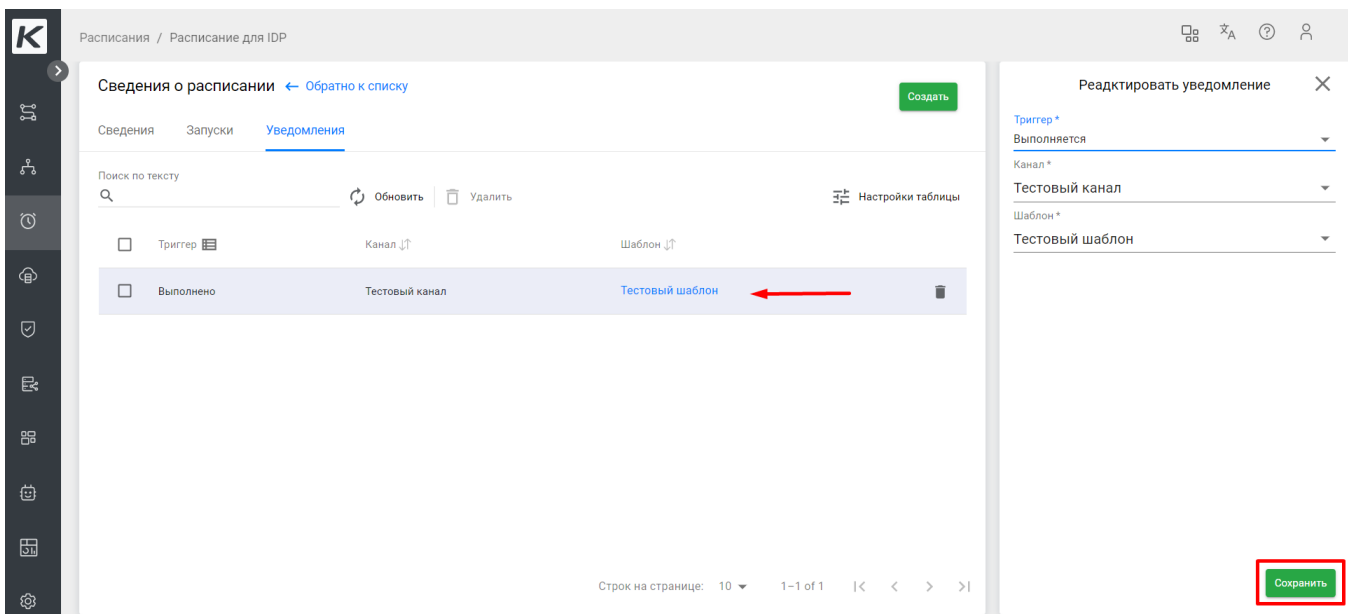 K
Расписания / Расписание для IDP
Сведения о расписании ← Обратно к списку
Создать
Сведения Запуски Уведомления
Поиск по тексту
Обновить Удалить Настройки таблицы
Триггер Канал Шаблон
Выполнено Тестовый канал Тестовый шаблон
Строк на странице: 10 1–1 of 1
Реадктировать уведомление
Триггер *
Выполняется
Канал *
Тестовый канал
Шаблон *
Тестовый шаблон
Сохранить